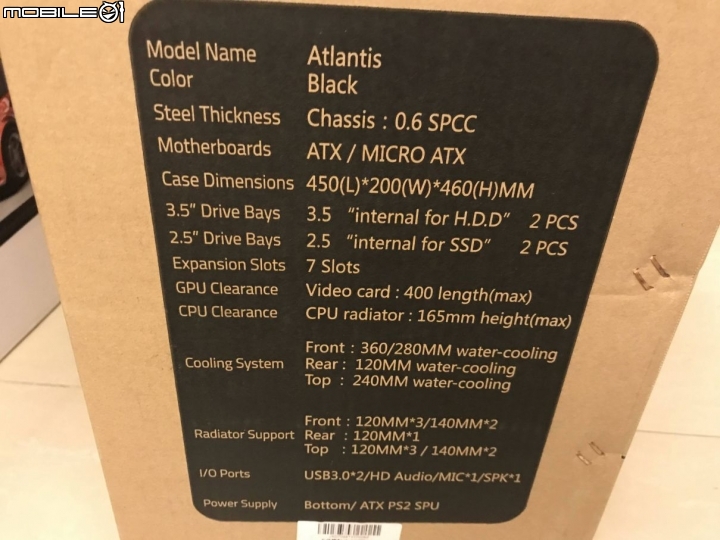 MOBILE01
Model Name Atlantis
Color Black
Steel Thickness Chassis : 0.6 SPCC
Motherboards ATX / MICRO ATX
Case Dimensions 450(L)*200(W)*460(H)MM
3.5” Drive Bays 3.5 “internal for H.D.D” 2 PCS
2.5” Drive Bays 2.5 “internal for SSD” 2 PCS
Expansion Slots 7 Slots
GPU Clearance Video card : 400 length(max)
CPU Clearance CPU radiator : 165mm height(max)
Front : 360/280MM water-cooling
Cooling System Rear : 120MM water-cooling
Top : 240MM water-cooling
Front : 120MM*3/140MM*2
Radiator Support Rear : 120MM*1
Top : 120MM*3 / 140MM*2
I/O Ports USB3.0*2/HD Audio/MIC*1/SPK*1
Power Supply Bottom/ ATX PS2 SPU